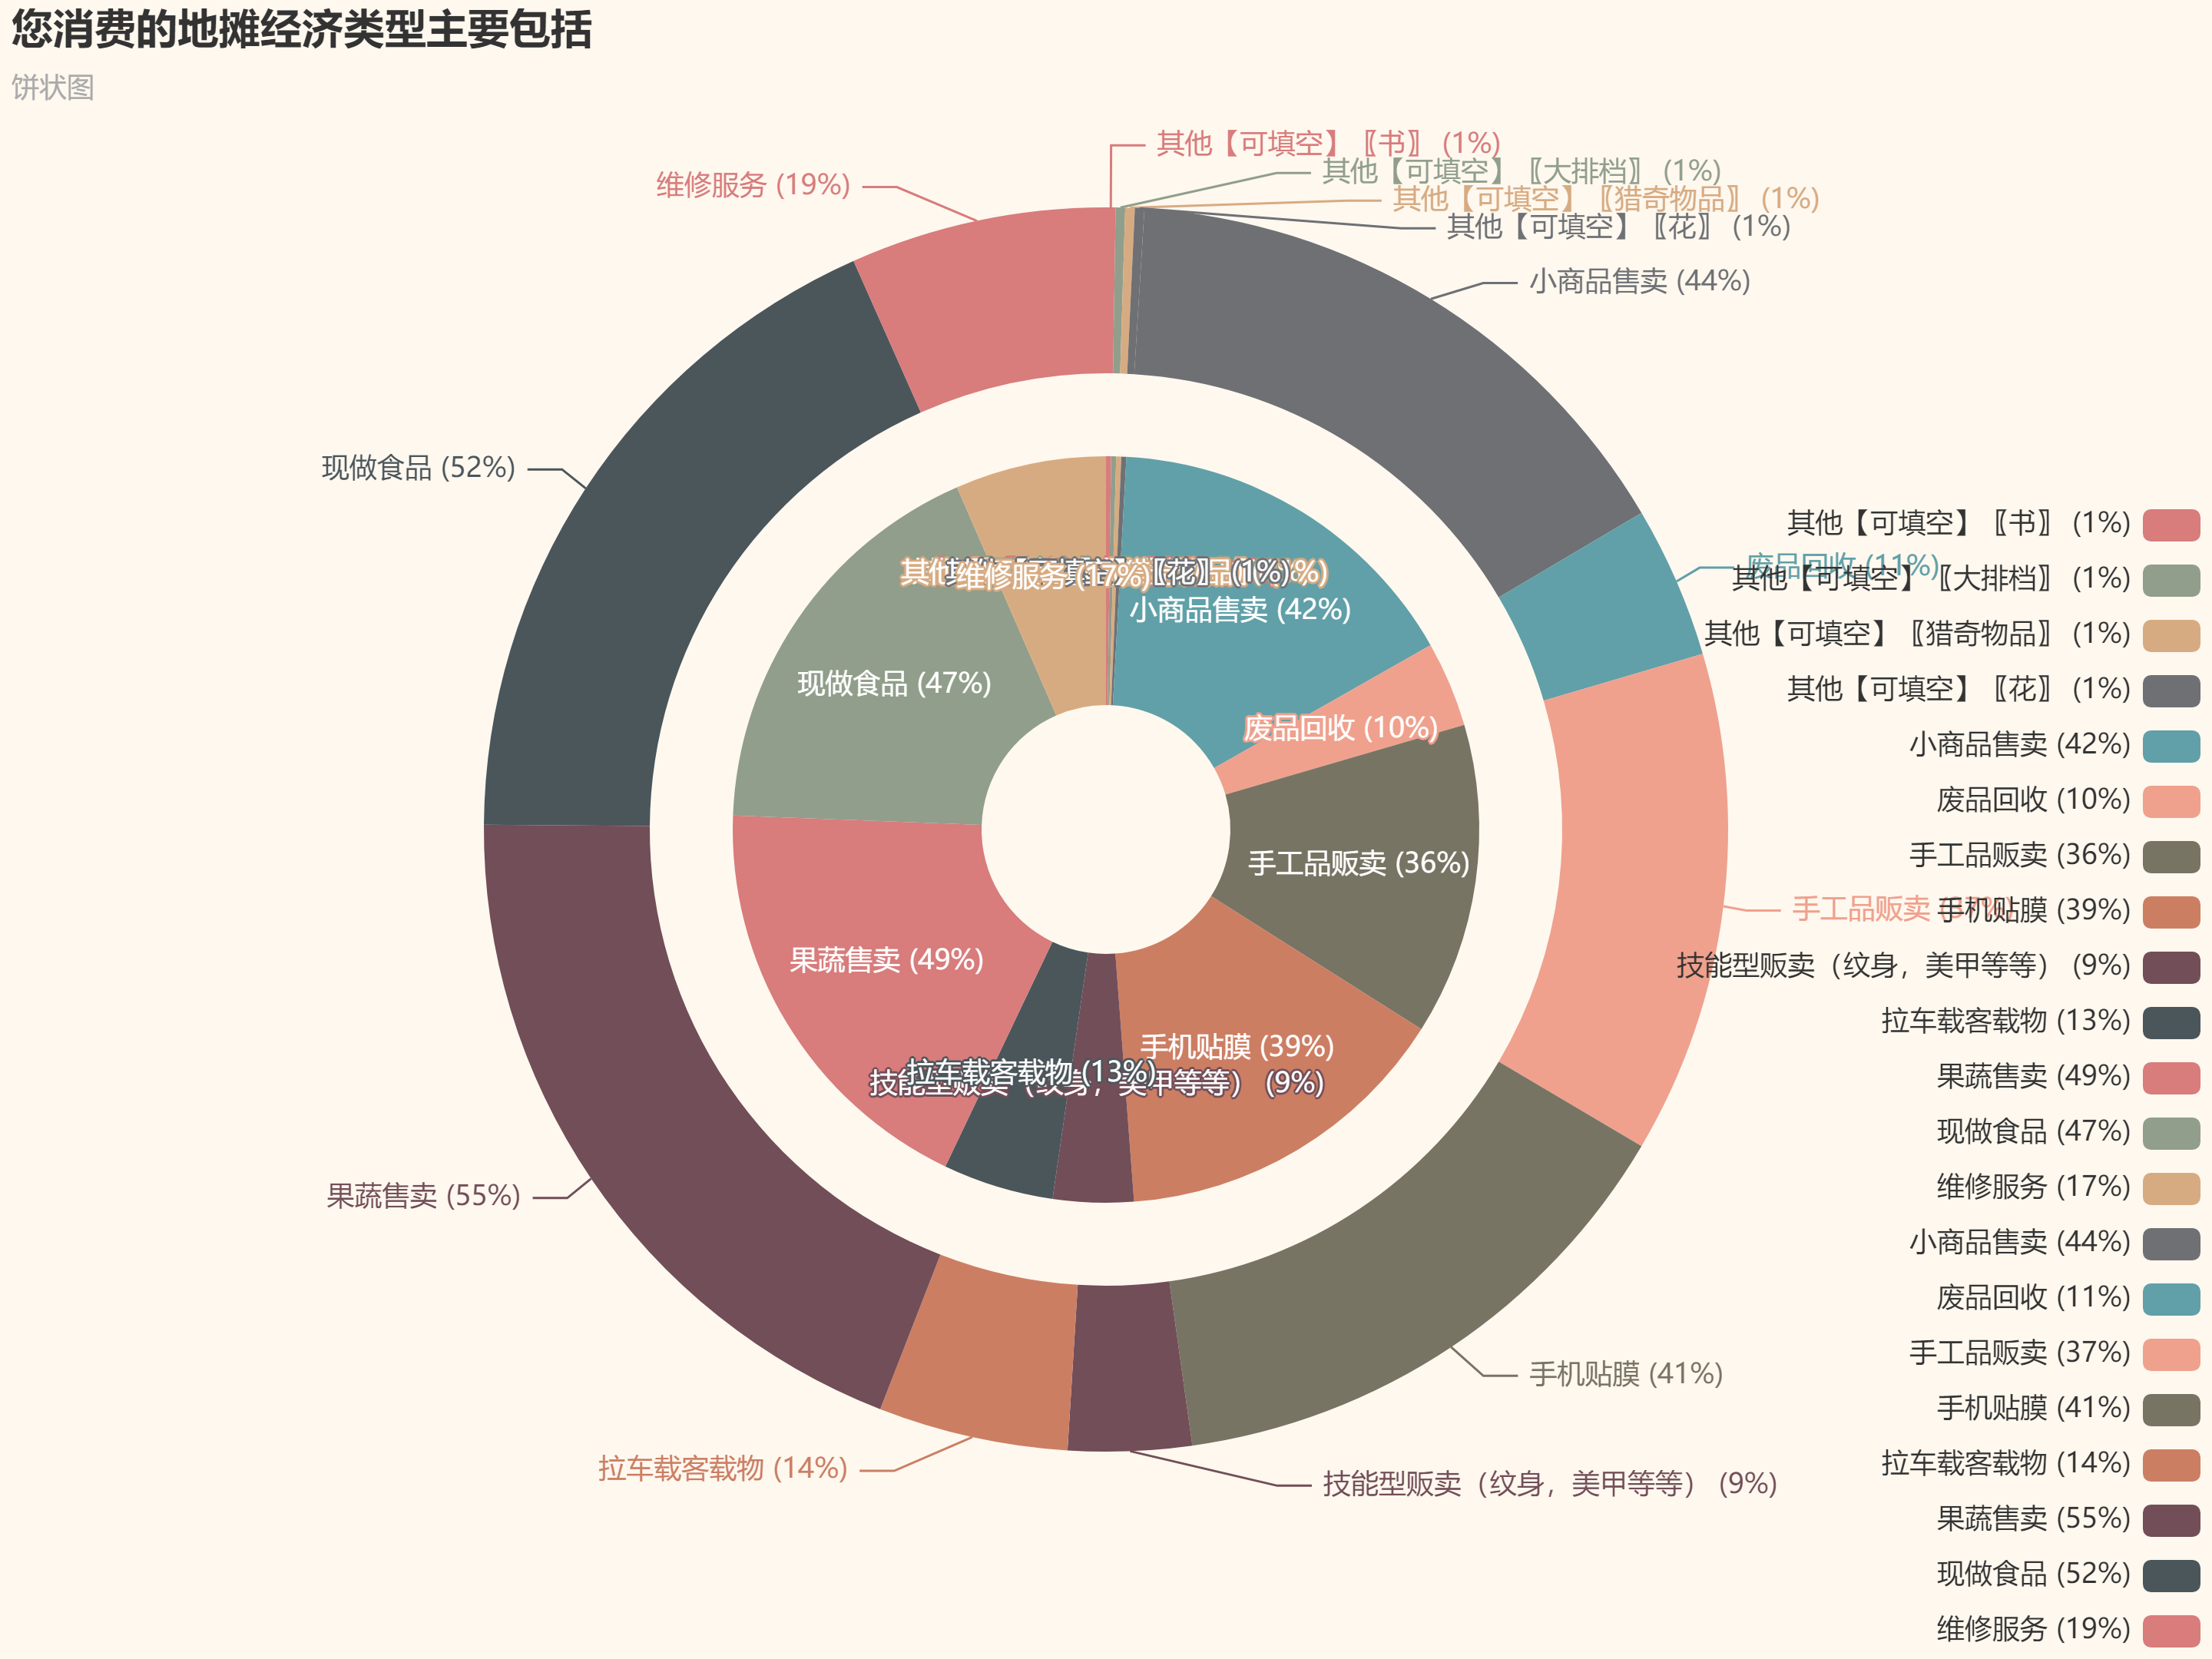 您消费的地摊经济类型主要包括
饼状图
其他【可填空】〖书〗 (1%)
其他【可填空】〖大排档〗 (1%)
维修服务 (19%)
其他【可填空】〖猎奇物品〗 (1%)
其他【可填空】〖花〗 (1%)
小商品售卖 (44%)
现做食品 (52%)
废品回收 (11%)
手工品贩卖 (37%)
果蔬售卖 (55%)
手机贴膜 (41%)
拉车载客载物 (14%)
技能型贩卖（纹身，美甲等等） (9%)
〖花〗 (1%)
维修服务 (17%)
小商品售卖 (42%)
现做食品 (47%)
废品回收 (10%)
手工品贩卖 (36%)
果蔬售卖 (49%)
手机贴膜 (39%)
拉车载客载物 (13%)
技能型贩卖（纹身，美甲等等） (9%)
其他【可填空】〖书〗 (1%)
其他【可填空】〖大排档〗 (1%)
其他【可填空】〖猎奇物品〗 (1%)
其他【可填空】〖花〗 (1%)
小商品售卖 (42%)
废品回收 (10%)
手工品贩卖 (36%)
手机贴膜 (39%)
技能型贩卖（纹身，美甲等等） (9%)
拉车载客载物 (13%)
果蔬售卖 (49%)
现做食品 (47%)
维修服务 (17%)
小商品售卖 (44%)
废品回收 (11%)
手工品贩卖 (37%)
手机贴膜 (41%)
拉车载客载物 (14%)
果蔬售卖 (55%)
现做食品 (52%)
维修服务 (19%)